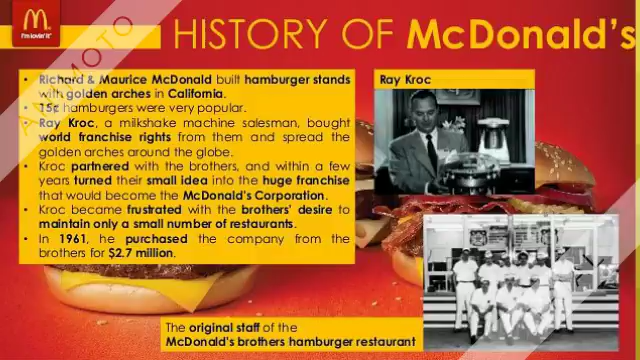 M
i'm lovin' it
HISTORY OF McDonald's
• Richard & Maurice McDonald built hamburger stands
with golden arches in California.
• 15¢ hamburgers were very popular.
• Ray Kroc, a milkshake machine salesman, bought
world franchise rights from them and spread the
golden arches around the globe.
• Kroc partnered with the brothers, and within a few
years turned their small idea into the huge franchise
that would become the McDonald's Corporation.
• Kroc became frustrated with the brothers' desire to
maintain only a small number of restaurants.
• In 1961, he purchased the company from the
brothers for $2.7 million.
Ray Kroc
The original staff of the
McDonald's brothers hamburger restaurant